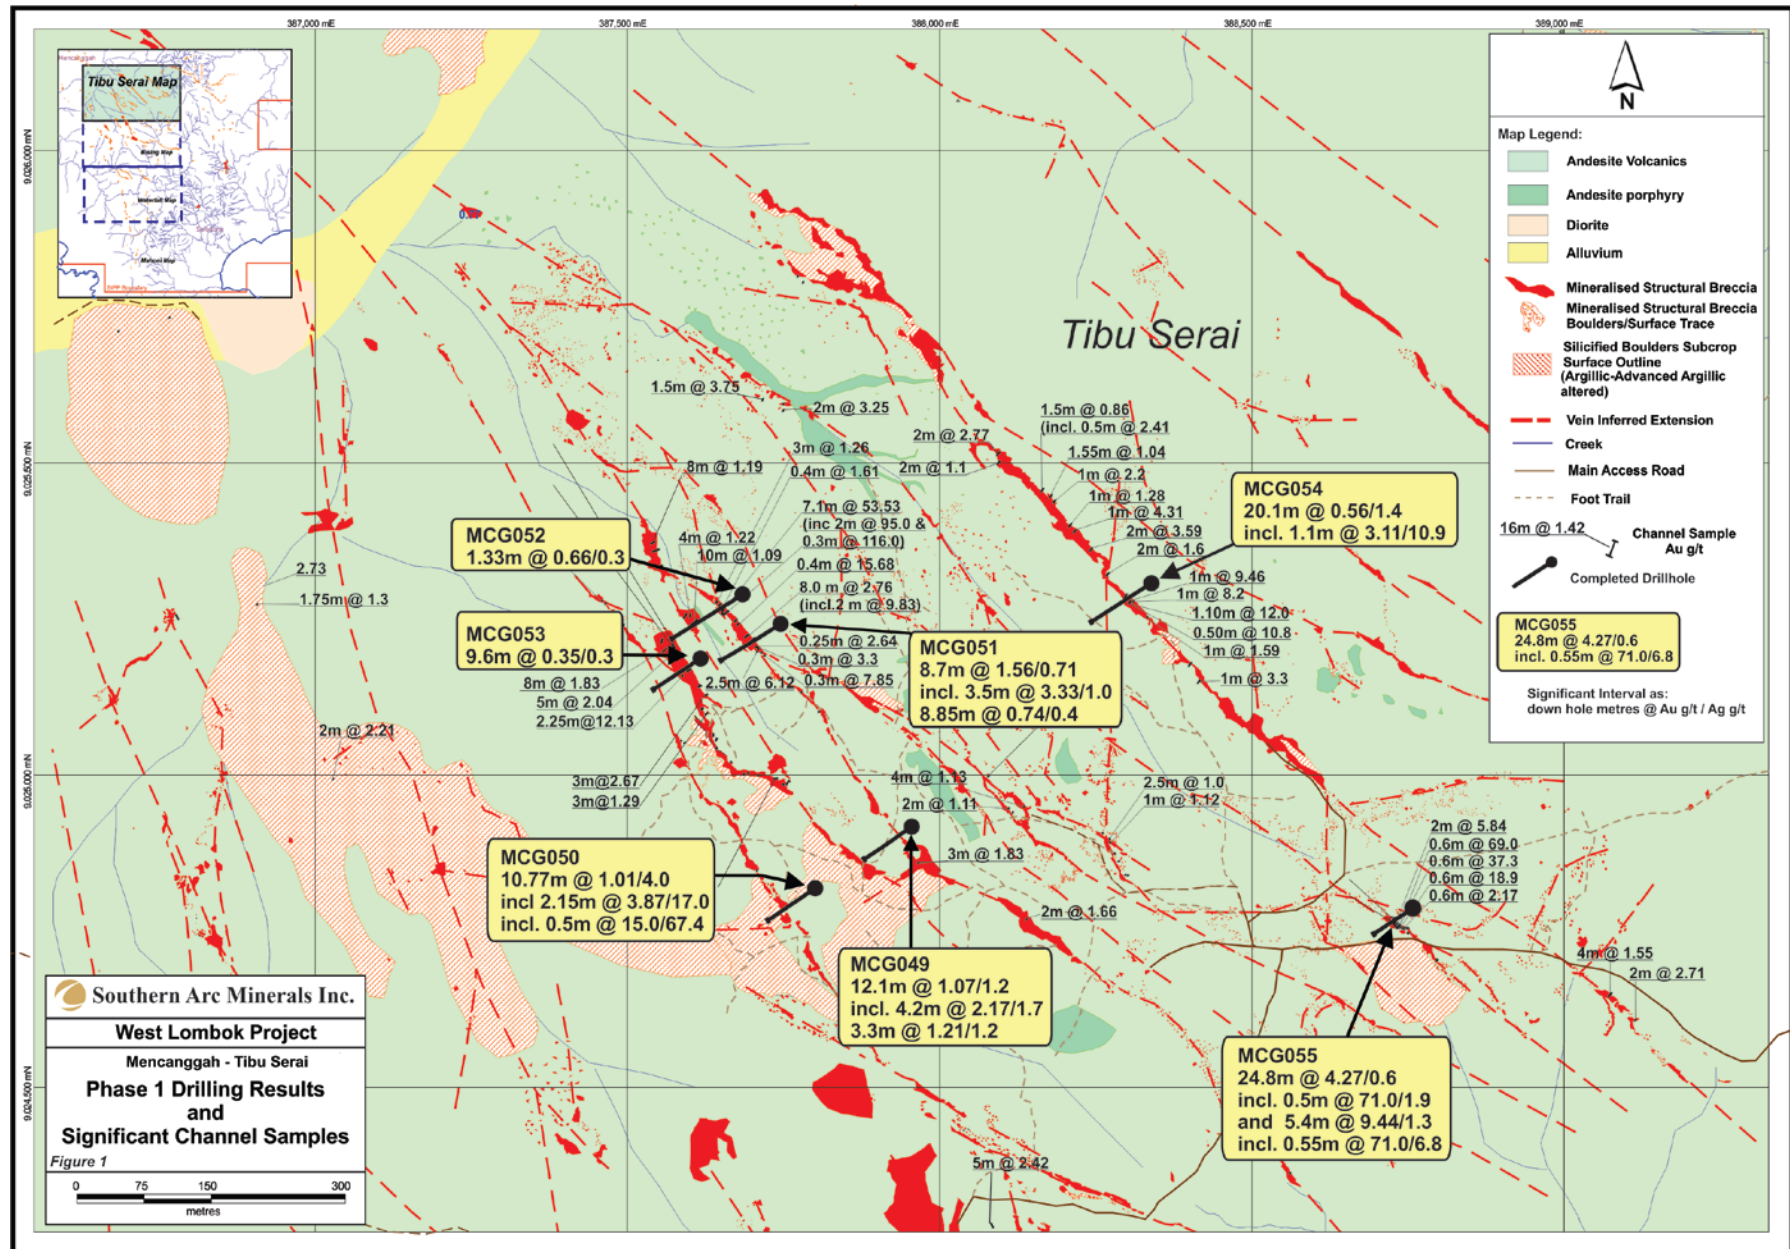 387,000 mE
387,500 mE
388,000 mE
388,500 mE
389,000 mE
9,026,000 mN
9,025,500 mN
9,025,000 mN
9,024,500 mN
Mencanggah
Tibu Serai Map
Waterfall Map
N
Map Legend:
Andesite Volcanics
Andesite porphyry
Diorite
Alluvium
Mineralised Structural Breccia
Mineralised Structural Breccia
Boulders/Surface Trace
Silicified Boulders Subcrop
Surface Outline
(Argillic-Advanced Argillic
altered)
Vein Inferred Extension
Creek
Main Access Road
Foot Trail
16m @ 1.42
Channel Sample
Au g/t
Completed Drillhole
MCG055
24.8m @ 4.27/0.6
incl. 0.55m @ 71.0/6.8
Significant Interval as:
down hole metres @ Au g/t / Ag g/t
Tibu Serai
1.5m @ 3.75
2m @ 3.25
3m @ 1.26
8m @ 1.19
0.4m @ 1.61
7.1m @ 53.53
(inc 2m @ 95.0 &
0.3m @ 116.0)
4m @ 1.22
10m @ 1.09
0.4m @ 15.68
8.0 m @ 2.76
(incl.2 m @ 9.83)
0.25m @ 2.64
0.3m @ 3.3
0.3m @ 7.85
2.5m @ 6.12
8m @ 1.83
5m @ 2.04
2.25m@12.13
3m@2.67
3m@1.29
2.73
1.75m @ 1.3
2m @ 2.21
2m @ 2.77
2m @ 1.1
1.5m @ 0.86
(incl. 0.5m @ 2.41
1.55m @ 1.04
1m @ 2.2
1m @ 1.28
1m @ 4.31
2m @ 3.59
2m @ 1.6
1m @ 9.46
1m @ 8.2
1.10m @ 12.0
0.50m @ 10.8
1m @ 1.59
1m @ 3.3
4m @ 1.13
2m @ 1.11
2.5m @ 1.0
1m @ 1.12
3m @ 1.83
2m @ 1.66
2m @ 5.84
0.6m @ 69.0
0.6m @ 37.3
0.6m @ 18.9
0.6m @ 2.17
4m @ 1.55
2m @ 2.71
5m @ 2.42
MCG052
1.33m @ 0.66/0.3
MCG053
9.6m @ 0.35/0.3
MCG054
20.1m @ 0.56/1.4
incl. 1.1m @ 3.11/10.9
MCG051
8.7m @ 1.56/0.71
incl. 3.5m @ 3.33/1.0
8.85m @ 0.74/0.4
MCG050
10.77m @ 1.01/4.0
incl 2.15m @ 3.87/17.0
incl. 0.5m @ 15.0/67.4
MCG049
12.1m @ 1.07/1.2
incl. 4.2m @ 2.17/1.7
3.3m @ 1.21/1.2
MCG055
24.8m @ 4.27/0.6
incl. 0.5m @ 71.0/1.9
and 5.4m @ 9.44/1.3
incl. 0.55m @ 71.0/6.8
Southern Arc Minerals Inc.
West Lombok Project
Mencanggah - Tibu Serai
Phase 1 Drilling Results
and
Significant Channel Samples
Figure 1
0 75 150 300
metres